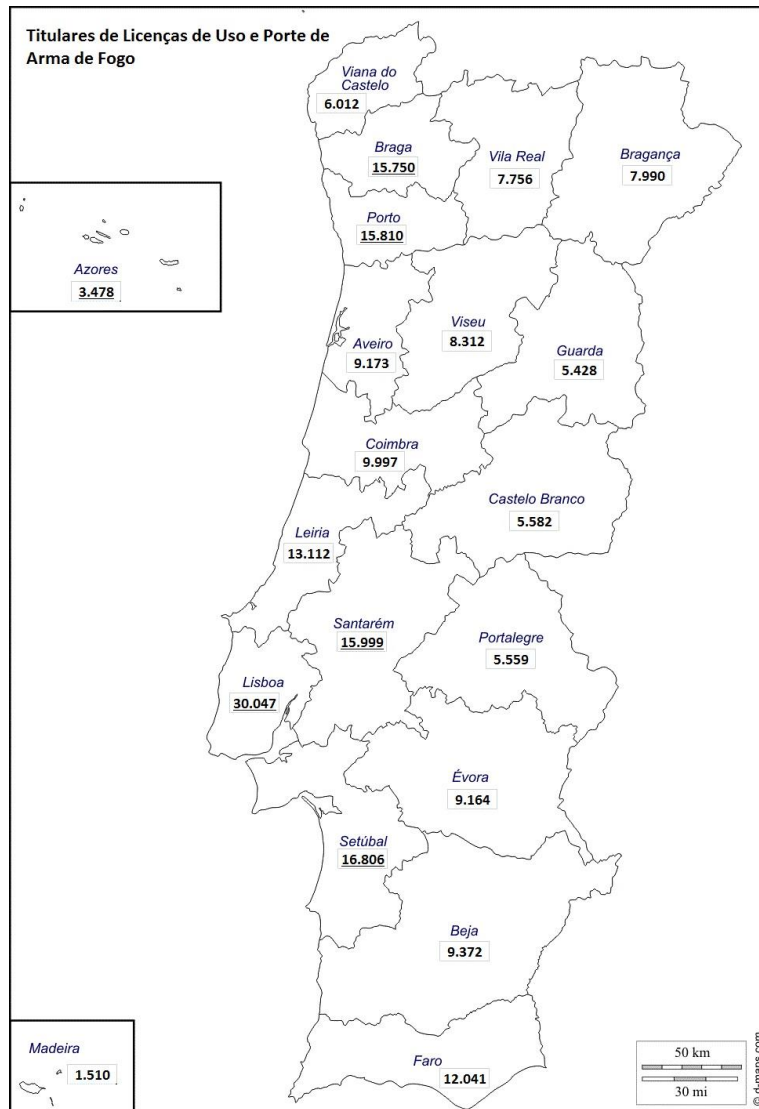 Titulares de Licenças de Uso e Porte de
Arma de Fogo
Viana do
Castelo
6.012
Braga
15.750
Vila Real
7.756
Bragança
7.990
Porto
15.810
Azores
3.478
Aveiro
9.173
Viseu
8.312
Guarda
5.428
Coimbra
9.997
Castelo Branco
5.582
Leiria
13.112
Santarém
15.999
Portalegre
5.559
Lisboa
30.047
Évora
9.164
Setúbal
16.806
Beja
9.372
Madeira
1.510
Faro
12.041
50 km
30 mi
© d-maps.com